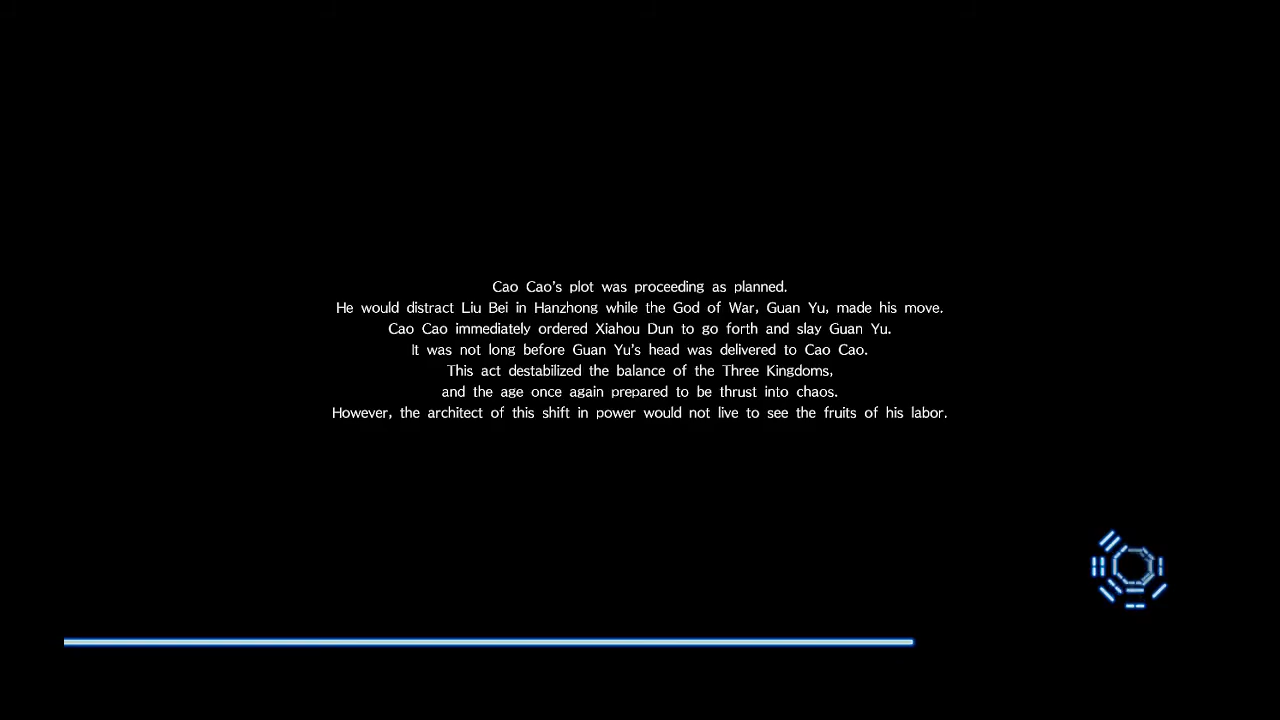 Cao Cao's plot was proceeding as planned.
He would distract Liu Bei in Hanzhong while the God of War, Guan Yu, made his move.
Cao Cao immediately ordered Xiahou Dun to go forth and slay Guan Yu.
It was not long before Guan Yu's head was delivered to Cao Cao.
This act destabilized the balance of the Three Kingdoms,
and the age once again prepared to be thrust into chaos.
However, the architect of this shift in power would not live to see the fruits of his labor.